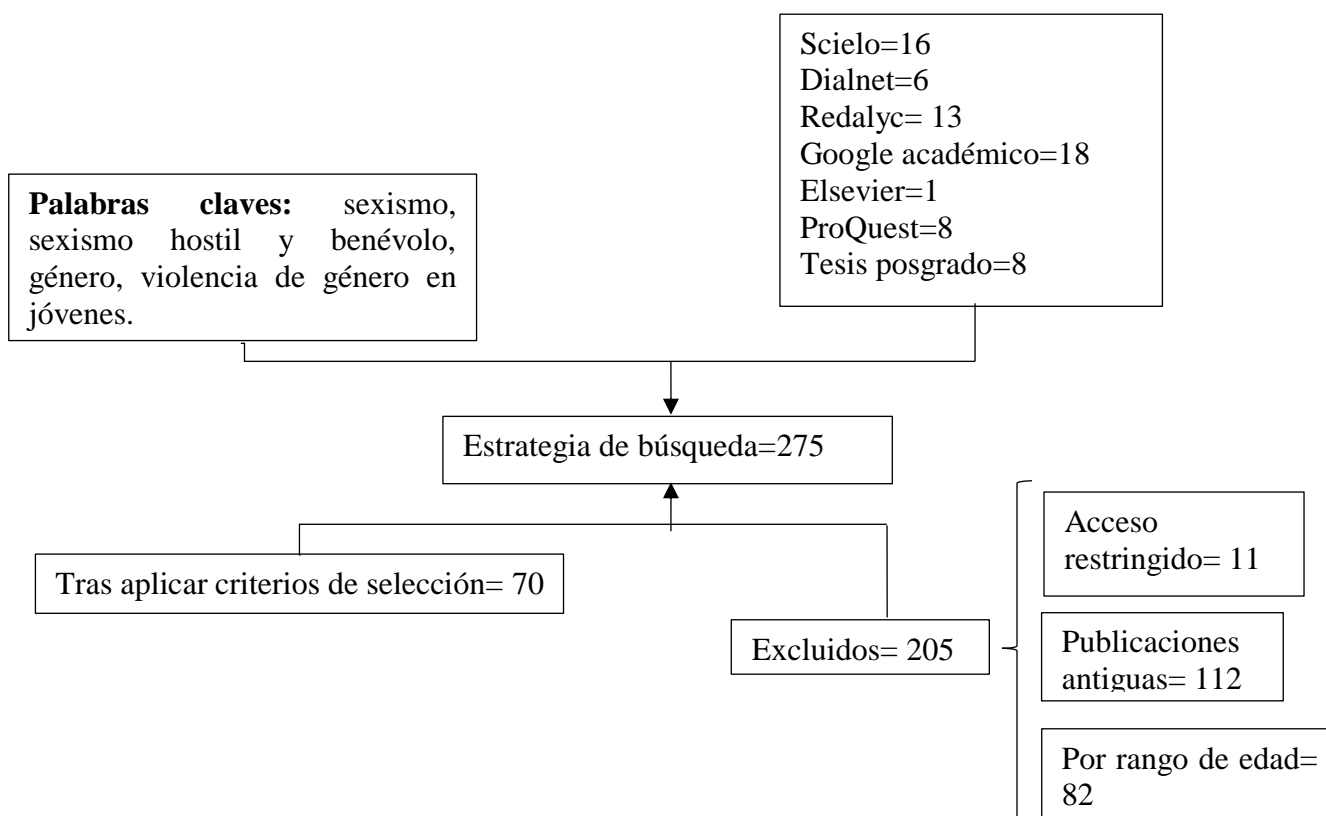 Scielo=16
Dialnet=6
Redalyc= 13
Google académico=18
Elsevier=1
ProQuest=8
Tesis posgrado=8
Palabras claves: sexismo,
sexismo hostil y benévolo,
género, violencia de género en
jóvenes.
Estrategia de búsqueda=275
Tras aplicar criterios de selección= 70
Excluidos= 205
Acceso
restringido= 11
Publicaciones
antiguas= 112
Por rango de edad=
82